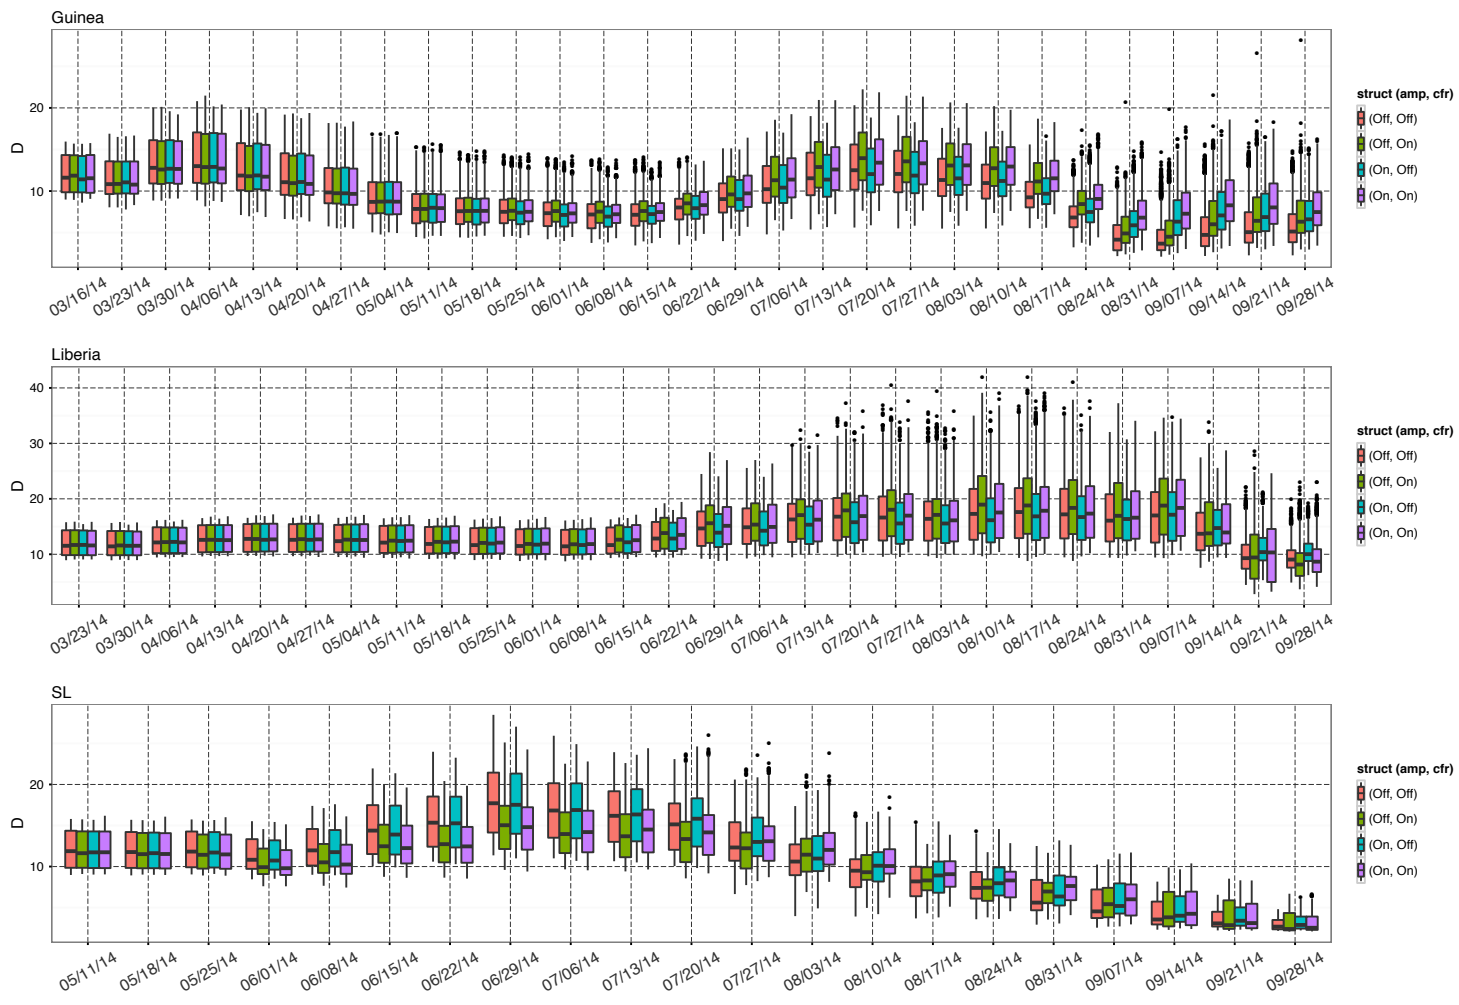 Guinea
20
10
D
03/16/14 03/23/14 03/30/14 04/06/14 04/13/14 04/20/14 04/27/14 05/04/14 05/11/14 05/18/14 05/25/14 06/01/14 06/08/14 06/15/14 06/22/14 06/29/14 07/06/14 07/13/14 07/20/14 07/27/14 08/03/14 08/10/14 08/17/14 08/24/14 08/31/14 09/07/14 09/14/14 09/21/14 09/28/14
struct (amp, cfr)
(Off, Off)
(Off, On)
(On, Off)
(On, On)
Liberia
40
30
20
10
D
03/23/14 03/30/14 04/06/14 04/13/14 04/20/14 04/27/14 05/04/14 05/11/14 05/18/14 05/25/14 06/01/14 06/08/14 06/15/14 06/22/14 06/29/14 07/06/14 07/13/14 07/20/14 07/27/14 08/03/14 08/10/14 08/17/14 08/24/14 08/31/14 09/07/14 09/14/14 09/21/14 09/28/14
struct (amp, cfr)
(Off, Off)
(Off, On)
(On, Off)
(On, On)
SL
20
10
D
05/11/14 05/18/14 05/25/14 06/01/14 06/08/14 06/15/14 06/22/14 06/29/14 07/06/14 07/13/14 07/20/14 07/27/14 08/03/14 08/10/14 08/17/14 08/24/14 08/31/14 09/07/14 09/14/14 09/21/14 09/28/14
struct (amp, cfr)
(Off, Off)
(Off, On)
(On, Off)
(On, On)